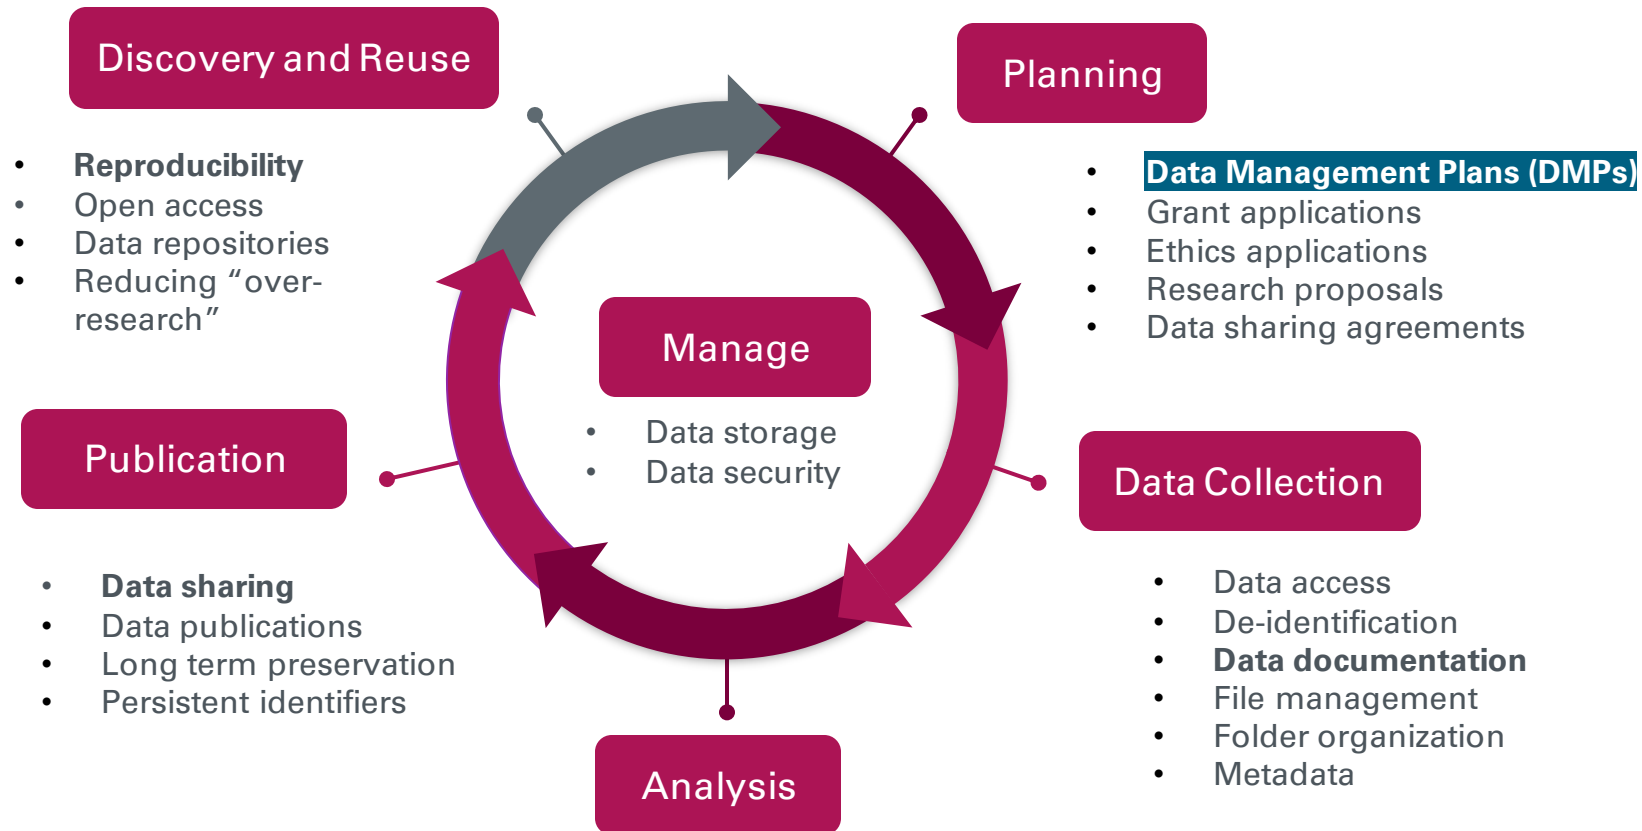 Discovery and Reuse
• Reproducibility
• Open access
• Data repositories
• Reducing “over-
research”
Planning
• Data Management Plans (DMPs)
• Grant applications
• Ethics applications
• Research proposals
• Data sharing agreements
Manage
• Data storage
• Data security
Publication
• Data sharing
• Data publications
• Long term preservation
• Persistent identifiers
Data Collection
• Data access
• De-identification
• Data documentation
• File management
• Folder organization
• Metadata
Analysis